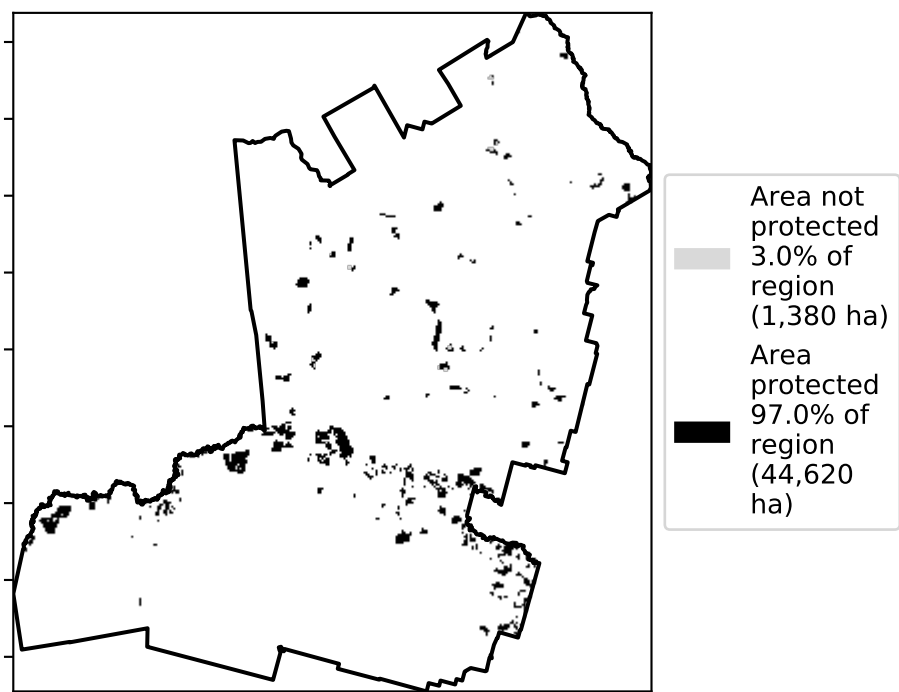 Area not
protected
3.0% of
region
(1,380 ha)
Area
protected
97.0% of
region
(44,620
ha)